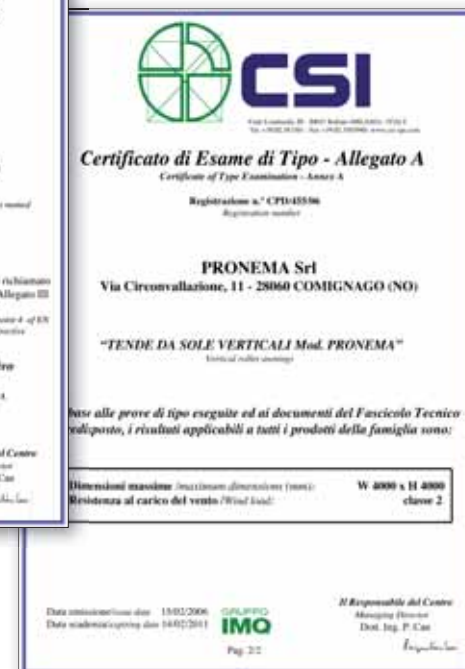 richiamato
Allegato III
CSI
Certificato di Esame di Tipo - Allegato A
Certificate of Type Examination - Annex A
Registrazione n.° CPD/455/06
Registration number
PRONEMA Srl
Via Circonvallazione, 11 - 28060 COMIGNAGO (NO)
"TENDE DA SOLE VERTICALI Mod. PRONEMA"
Vertical roller awnings
base alle prove di tipo eseguite ed ai documenti del Fascicolo Tecnico
predisposto, i risultati applicabili a tutti i prodotti della famiglia sono:
Dimensioni massime /maximum dimensions (mm): W 4000 x H 4000
Resistenza al carico del vento /Wind load: classe 2
Data emissione/issue date 15/02/2006
Data scadenza/expiring date 14/02/2011
GRUPPO
IMQ
Pag. 2/2
Il Responsabile del Centro
Managing Director
Dott. Ing. P. Cau